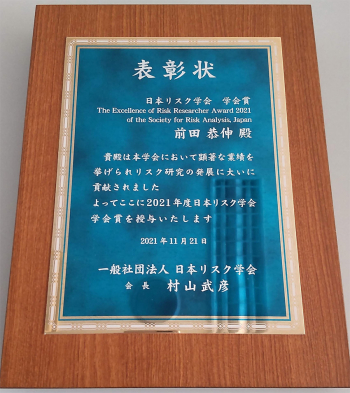 表彰状
日本リスク学会 学会賞
The Excellence of Risk Researcher Award 2021
of the Society for Risk Analysis, Japan
前田 恭伸 殿
貴殿は本学会において顕著な業績を
挙げられリスク研究の発展に大いに
貢献されました
よってここに2021年度日本リスク学会
学会賞を授与いたします
2021年11月21日
一般社団法人 日本リスク学会
会 長 村山武彦